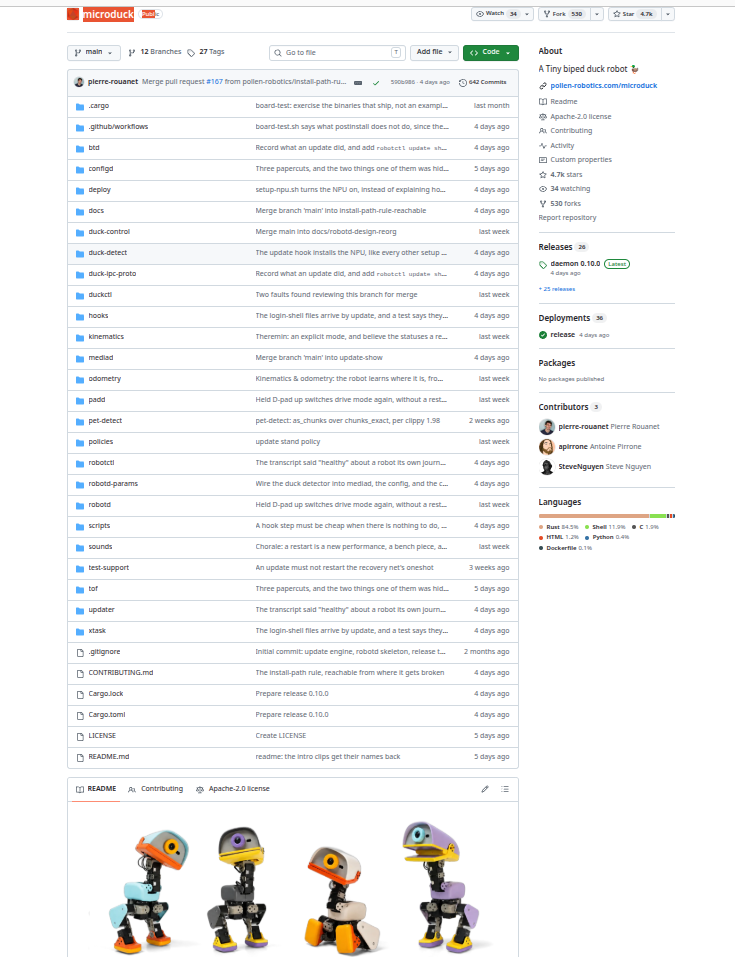 microduck Public
Watch 34 Fork 530 Star 4.7k
main 12 Branches 27 Tags Go to file T Add file Code
pierre-rouanet Merge pull request #167 from pollen-robotics/install-path-ru... 590b986 · 4 days ago 642 Commits
.cargo board-test: exercise the binaries that ship, not an exampl... last month
.github/workflows board-test.sh says what postinstall does not do, since the... 4 days ago
btd Record what an update did, and add robotctl update sh... 4 days ago
configd Three papercuts, and the two things one of them was hid... 5 days ago
deploy setup-npu.sh turns the NPU on, instead of explaining ho... 4 days ago
docs Merge branch 'main' into install-path-rule-reachable 4 days ago
duck-control Merge main into docs/robotd-design-reorg last week
duck-detect The update hook installs the NPU, like every other setup ... 4 days ago
duck-ipc-proto Record what an update did, and add robotctl update sh... 4 days ago
duckctl Two faults found reviewing this branch for merge last week
hooks The login-shell files arrive by update, and a test says they... 4 days ago
kinematics Theremin: an explicit mode, and believe the statuses a re... last week
mediad Merge branch 'main' into update-show 4 days ago
odometry Kinematics & odometry: the robot learns where it is, fro... last week
padd Held D-pad up switches drive mode again, without a rest... last week
pet-detect pet-detect: as_chunks over chunks_exact, per clippy 1.98 2 weeks ago
policies update stand policy last week
robotctl The transcript said "healthy" about a robot its own journ... 4 days ago
robotd-params Wire the duck detector into mediad, the config, and the c... 4 days ago
robotd Held D-pad up switches drive mode again, without a rest... last week
scripts A hook step must be cheap when there is nothing to do, ... 4 days ago
sounds Chorale: a restart is a new performance, a bench piece, a... last week
test-support An update must not restart the recovery net's oneshot 3 weeks ago
tof Three papercuts, and the two things one of them was hid... 5 days ago
updater The transcript said "healthy" about a robot its own journ... 4 days ago
xtask The login-shell files arrive by update, and a test says they... 4 days ago
.gitignore Initial commit: update engine, robotd skeleton, release t... 2 months ago
CONTRIBUTING.md The install-path rule, reachable from where it gets broken 4 days ago
Cargo.lock Prepare release 0.10.0 4 days ago
Cargo.toml Prepare release 0.10.0 4 days ago
LICENSE Create LICENSE 5 days ago
README.md readme: the intro clips get their names back 5 days ago
README Contributing Apache-2.0 license
About
A Tiny biped duck robot
pollen-robotics.com/microduck
Readme
Apache-2.0 license
Contributing
Activity
Custom properties
4.7k stars
34 watching
530 forks
Report repository
Releases 26
daemon 0.10.0 Latest
4 days ago
+ 25 releases
Deployments 36
release 4 days ago
Packages
No packages published
Contributors 3
pierre-rouanet Pierre Rouanet
apirrone Antoine Pirrone
SteveNguyen Steve Nguyen
Languages
Rust 84.5% Shell 11.9% C 1.9%
HTML 1.2% Python 0.4%
Dockerfile 0.1%